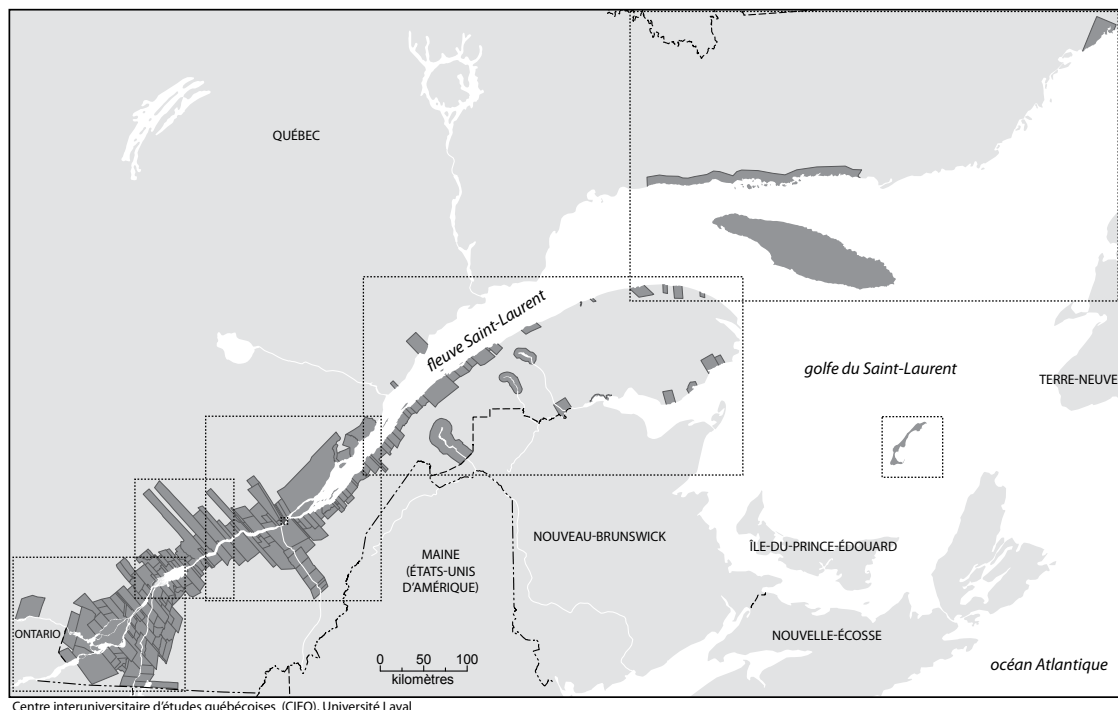 QUÉBEC
fleuve Saint-Laurent
golfe du Saint-Laurent
TERRE-NEUVE
NOUVEAU-BRUNSWICK
ÎLE-DU-PRINCE-ÉDOUARD
MAINE
(ÉTATS-UNIS
D'AMÉRIQUE)
ONTARIO
NOUVELLE-ÉCOSSE
océan Atlantique
0 50 100
kilomètres
Centre interuniversitaire d'études québécoises (CIEQ), Université Laval